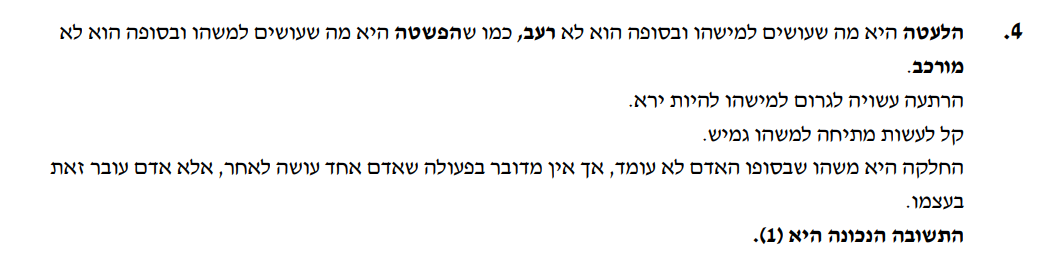 4. הלעטה היא מה שעושים למישהו ובסופה הוא לא רעב, כמו שהפשטה היא מה שעושים למשהו ובסופה הוא לא
מורכב.
הרתעה עשויה לגרום למישהו להיות ירא.
קל לעשות מתיחה למשהו גמיש.
החלקה היא משהו שבסופו האדם לא עומד, אך אין מדובר בפעולה שאדם אחד עושה לאחר, אלא אדם עובר זאת
בעצמו.
התשובה הנכונה היא (1).